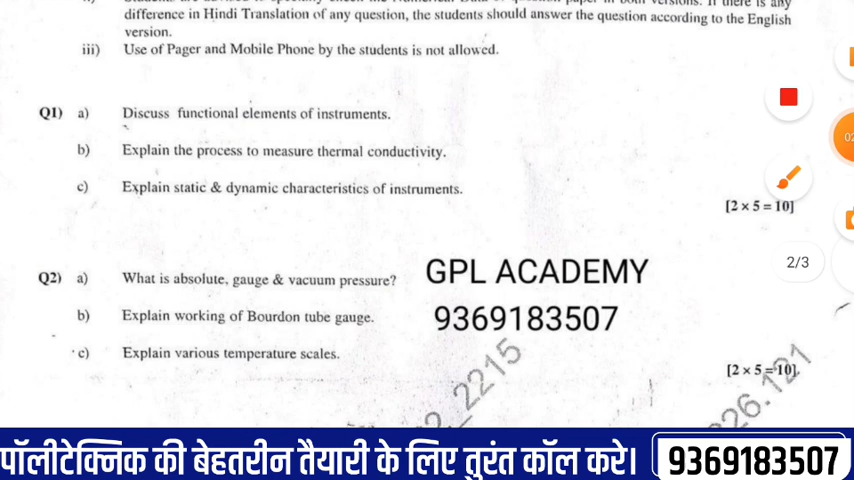 difference in Hindi Translation of any question, the students should answer the question according to the English
version.
iii) Use of Pager and Mobile Phone by the students is not allowed.
Q1) a) Discuss functional elements of instruments.
b) Explain the process to measure thermal conductivity.
c) Explain static & dynamic characteristics of instruments.
[2 × 5 = 10]
2/3
Q2) a) What is absolute, gauge & vacuum pressure?
GPL ACADEMY
b) Explain working of Bourdon tube gauge.
9369183507
c) Explain various temperature scales.
[2 × 5 = 10].
2215
26.121
पॉलीटेक्निक की बेहतरीन तैयारी के लिए तुरंत कॉल करे।
9369183507